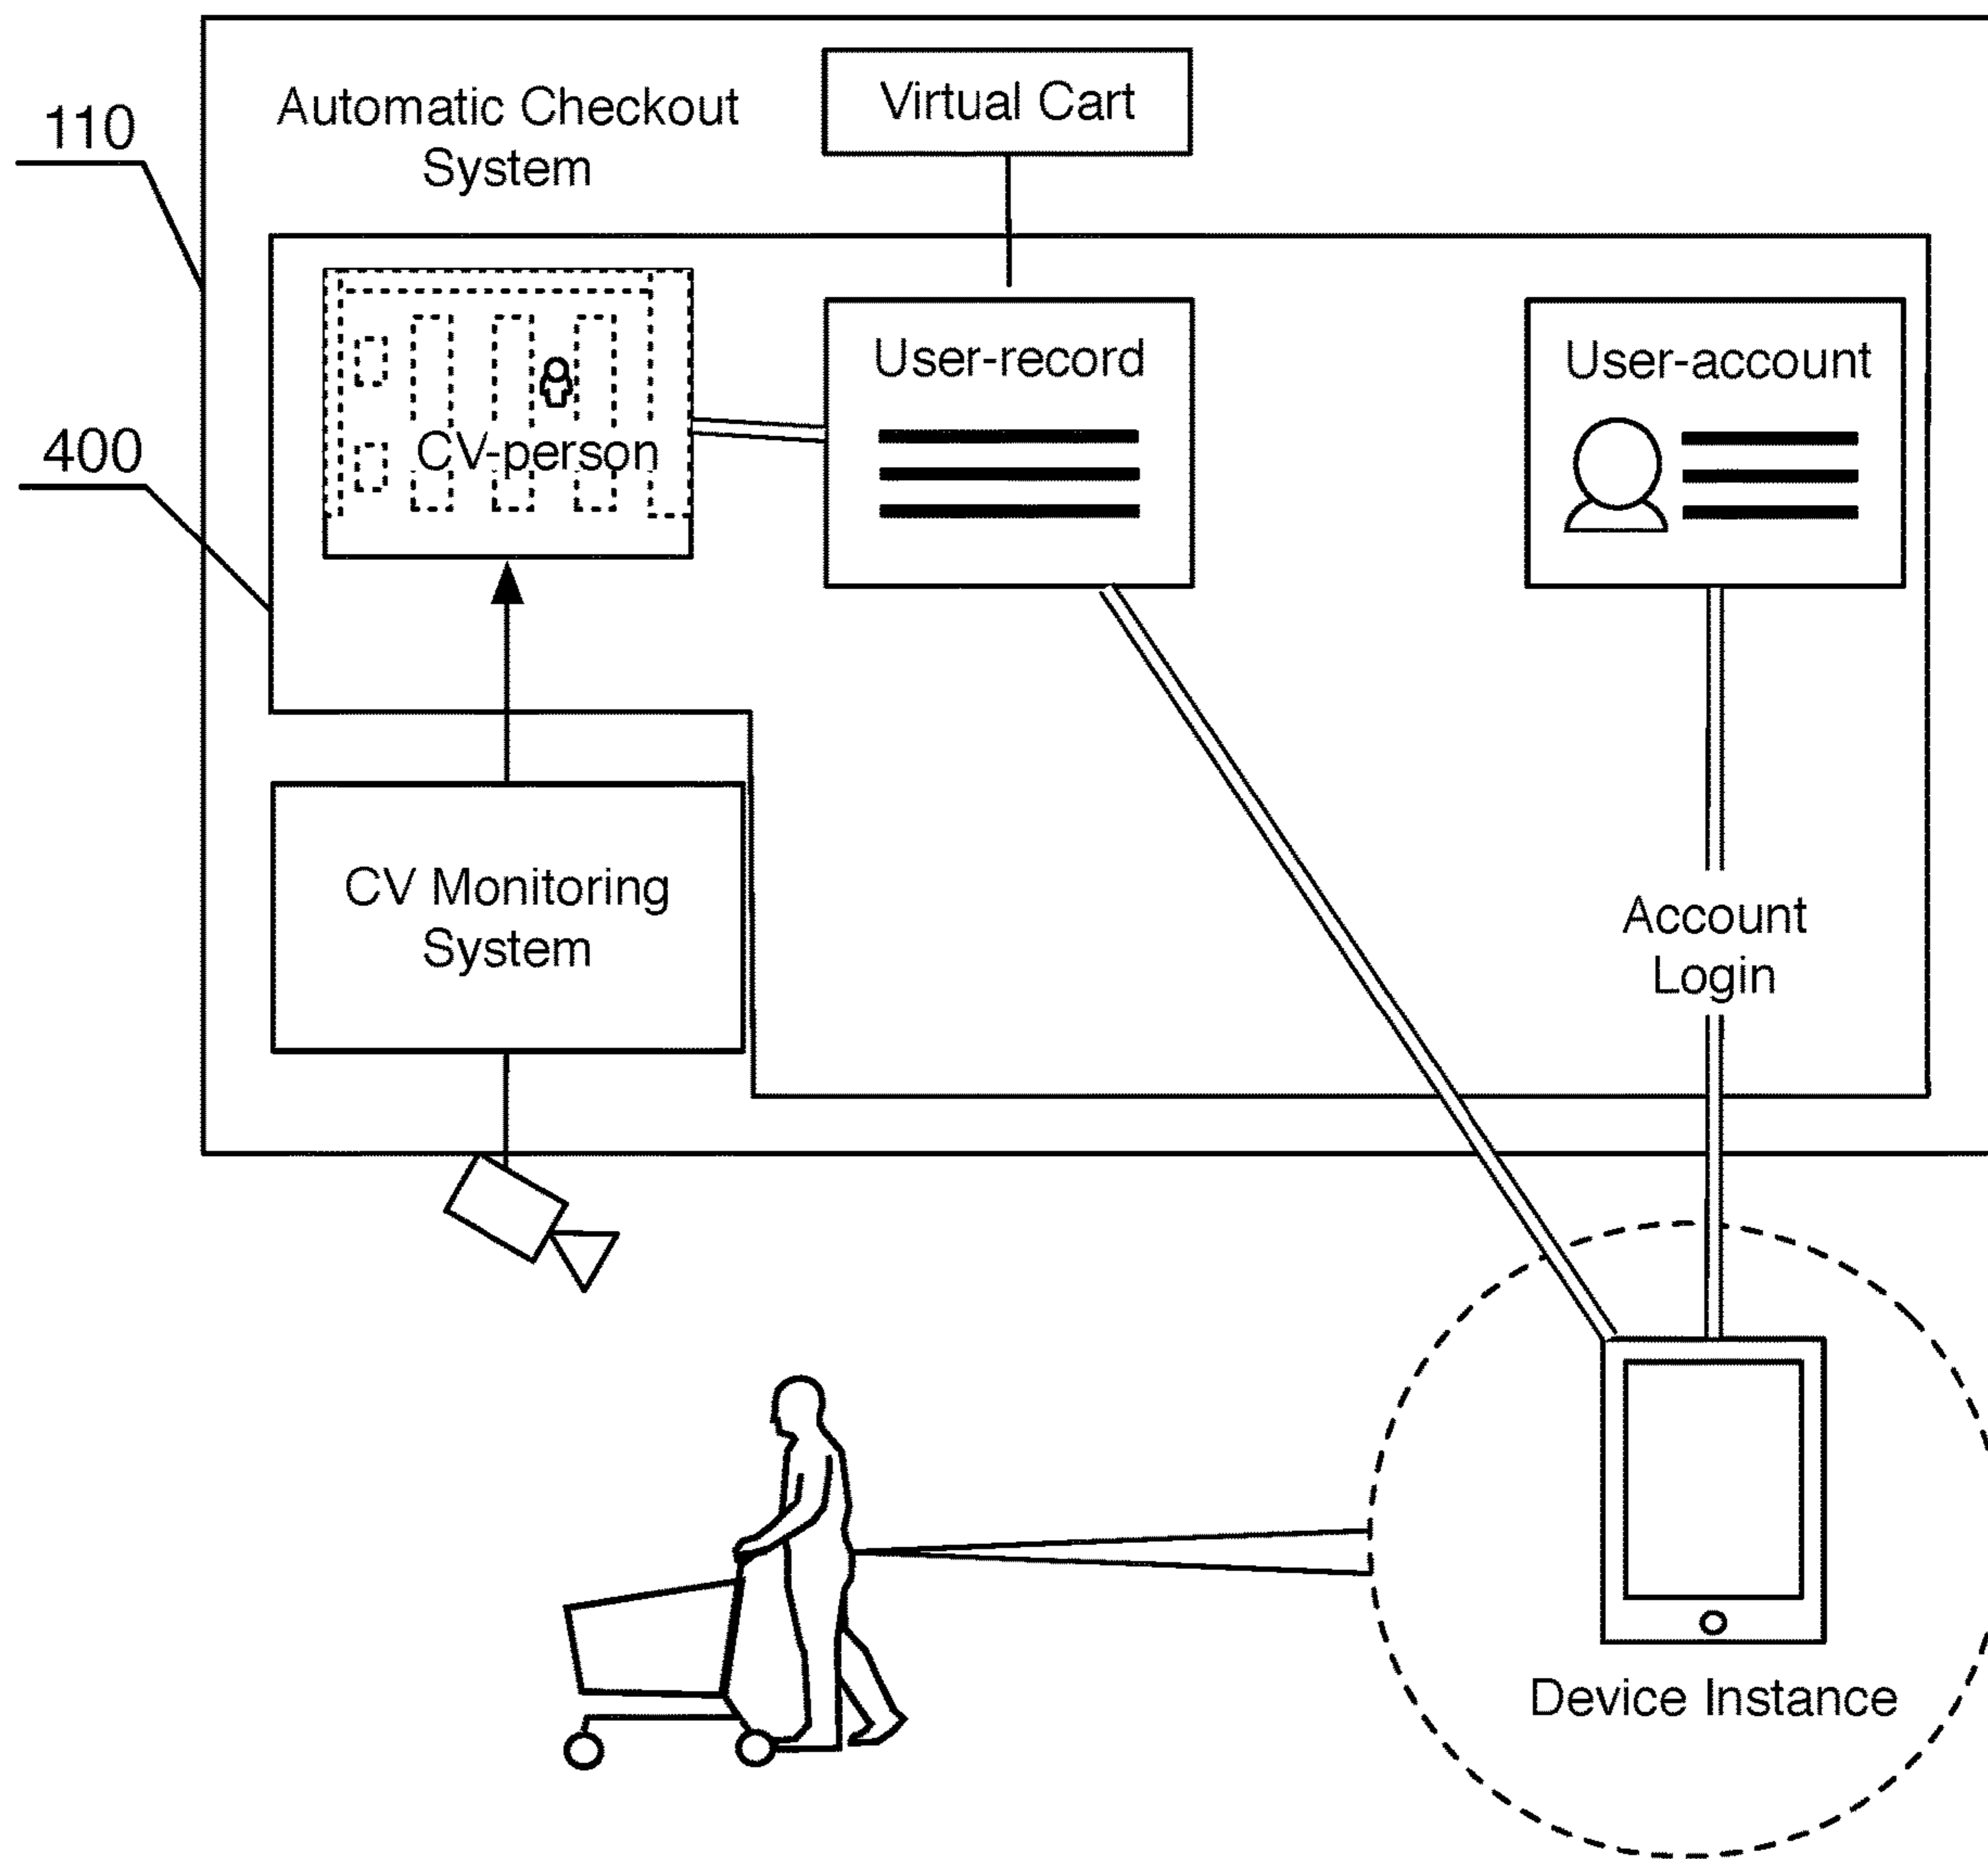 110
Automatic Checkout
System
Virtual Cart
400
CV-person
User-record
User-account
CV Monitoring
System
Account
Login
Device Instance